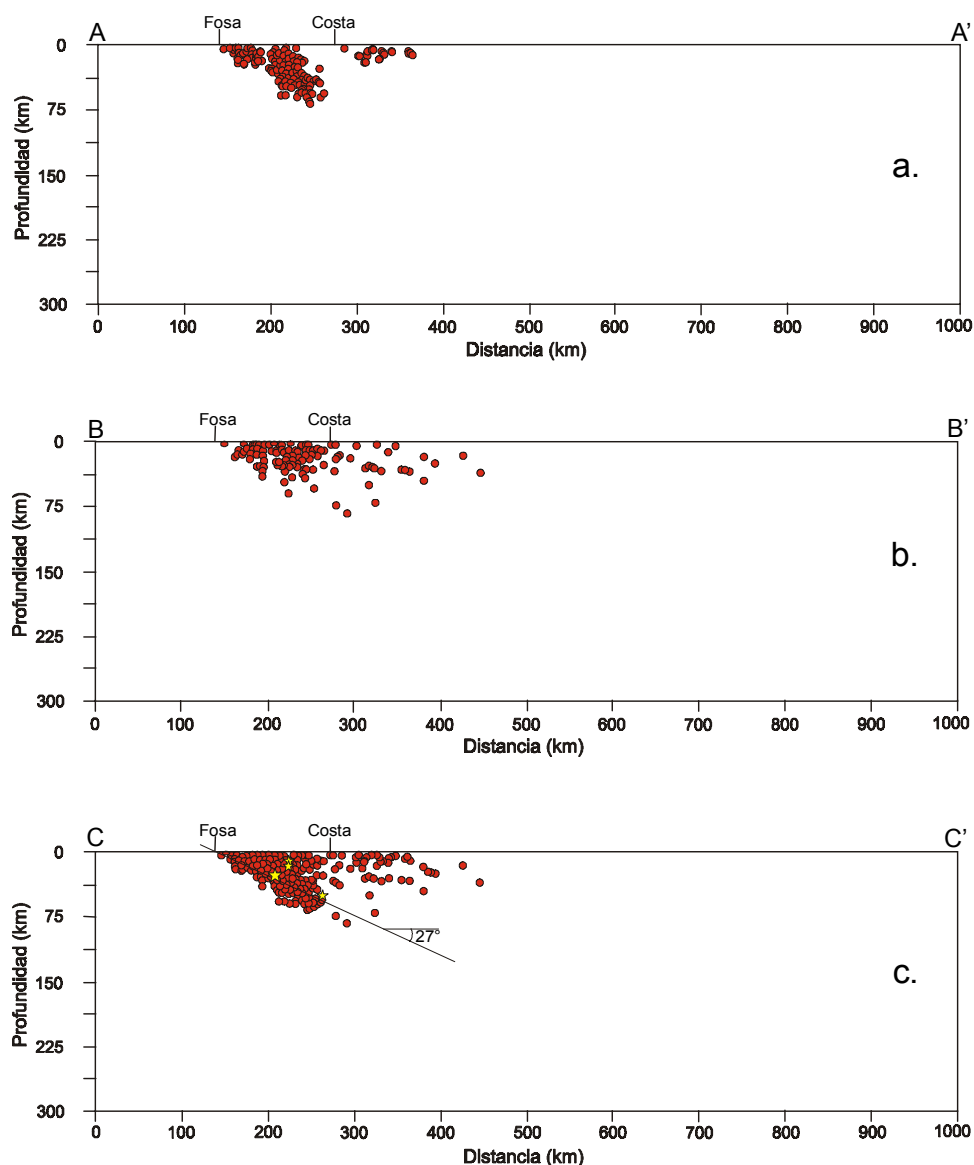 A Fosa Costa A'
0
75
150
225
300
Profundidad (km)
a.
0 100 200 300 400 500 600 700 800 900 1000
Distancia (km)
B Fosa Costa B'
0
75
150
225
300
Profundidad (km)
b.
0 100 200 300 400 500 600 700 800 900 1000
Distancia (km)
C Fosa Costa C'
0
75
150
225
300
Profundidad (km)
27°
c.
0 100 200 300 400 500 600 700 800 900 1000
Distancia (km)